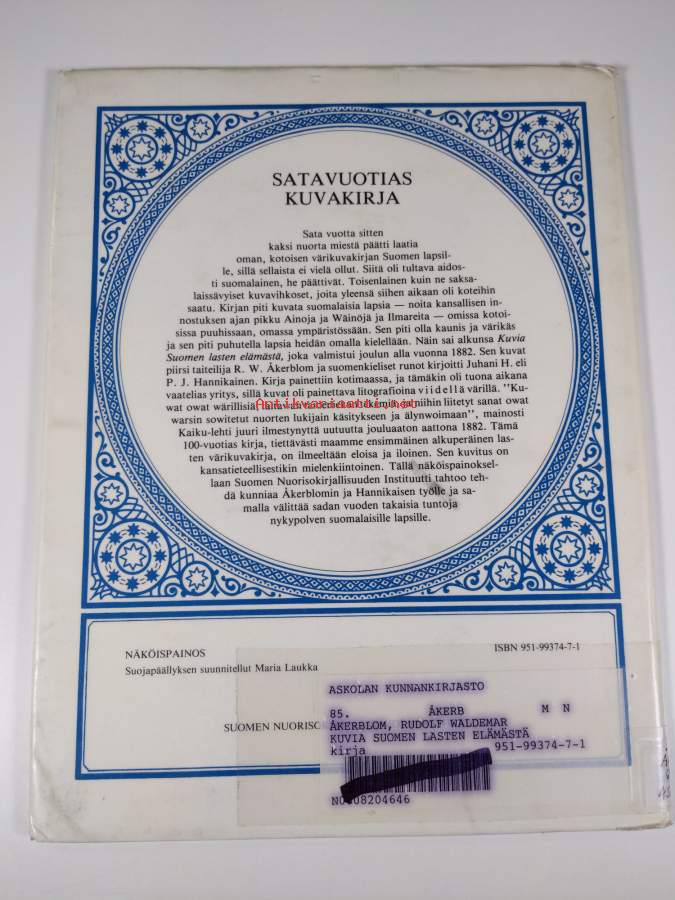 SATAVUOTIAS
KUVAKIRJA
Sata vuotta sitten
kaksi nuorta miestä päätti laatia
oman, kotoisen värikuvakirjan Suomen lapsil-
le, sillä sellaista ei vielä ollut. Siitä oli tultava aidos-
ti suomalainen, he päättivät. Toisenlainen kuin ne saksa-
laissävyiset kuvavihkoset, joita yleensä siihen aikaan oli koteihin
saatu. Kirjan piti kuvata suomalaisia lapsia — noita kansallisen in-
nostuksen ajan pikku Ainoja ja Wäinöjä ja Ilmareita — omissa kotoi-
sissa puuhissaan, omassa ympäristössään. Sen piti olla kaunis ja värikäs
ja sen piti puhutella lapsia heidän omalla kielellään. Näin sai alkunsa Kuvia
Suomen lasten elämästä, joka valmistui joulun alla vuonna 1882. Sen kuvat
piirsi taiteilija R. W. Åkerblom ja suomenkieliset runot kirjoitti Juhani H. eli
P. J. Hannikainen. Kirja painettiin kotimaassa, ja tämäkin oli tuona aikana
vaatelias yritys, sillä kuvat oli painettava litografioina viidellä värillä. "Ku-
wat owat wärillisiä
Antikvariaatti.net
ja niihin liitetyt sanat owat
warsin sowitetut nuorten lukijain käsitykseen ja älynwoimaan", mainosti
Kaiku-lehti juuri ilmestynyttä uutuutta jouluaaton aattona 1882. Tämä
100-vuotias kirja, tiettävästi maamme ensimmäinen alkuperäinen las-
ten värikuvakirja, on ilmeeltään eloisa ja iloinen. Sen kuvitus on
kansatieteellisestikin mielenkiintoinen. Tällä näköispainoksel-
laan Suomen Nuorisokirjallisuuden Instituutti tahtoo teh-
dä kunniaa Åkerblomin ja Hannikaisen työlle ja sa-
malla välittää sadan vuoden takaisia tuntoja
nykypolven suomalaisille lapsille.
NÄKÖISPAINOS
ISBN 951-99374-7-1
Suojapäällyksen suunnitellut Maria Laukka
SUOMEN NUORISO
ASKOLAN KUNNANKIRJASTO
85. ÅKERB M N
ÅKERBLOM, RUDOLF WALDEMAR
KUVIA SUOMEN LASTEN ELÄMÄSTÄ
kirja 951-99374-7-1